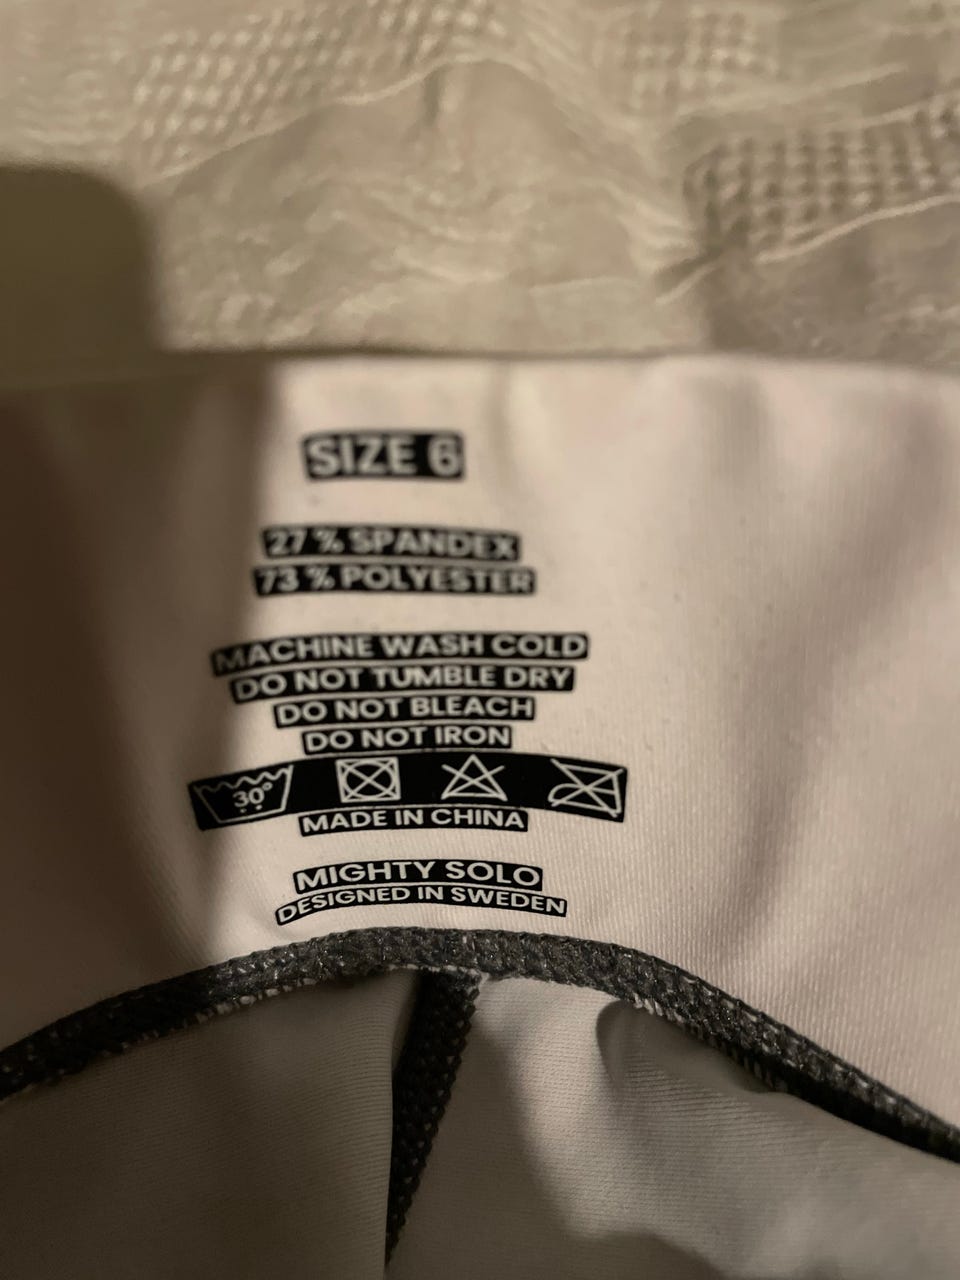 SIZE 6
27 % SPANDEX
73 % POLYESTER
MACHINE WASH COLD
DO NOT TUMBLE DRY
DO NOT BLEACH
DO NOT IRON
30°
MADE IN CHINA
MIGHTY SOLO
DESIGNED IN SWEDEN